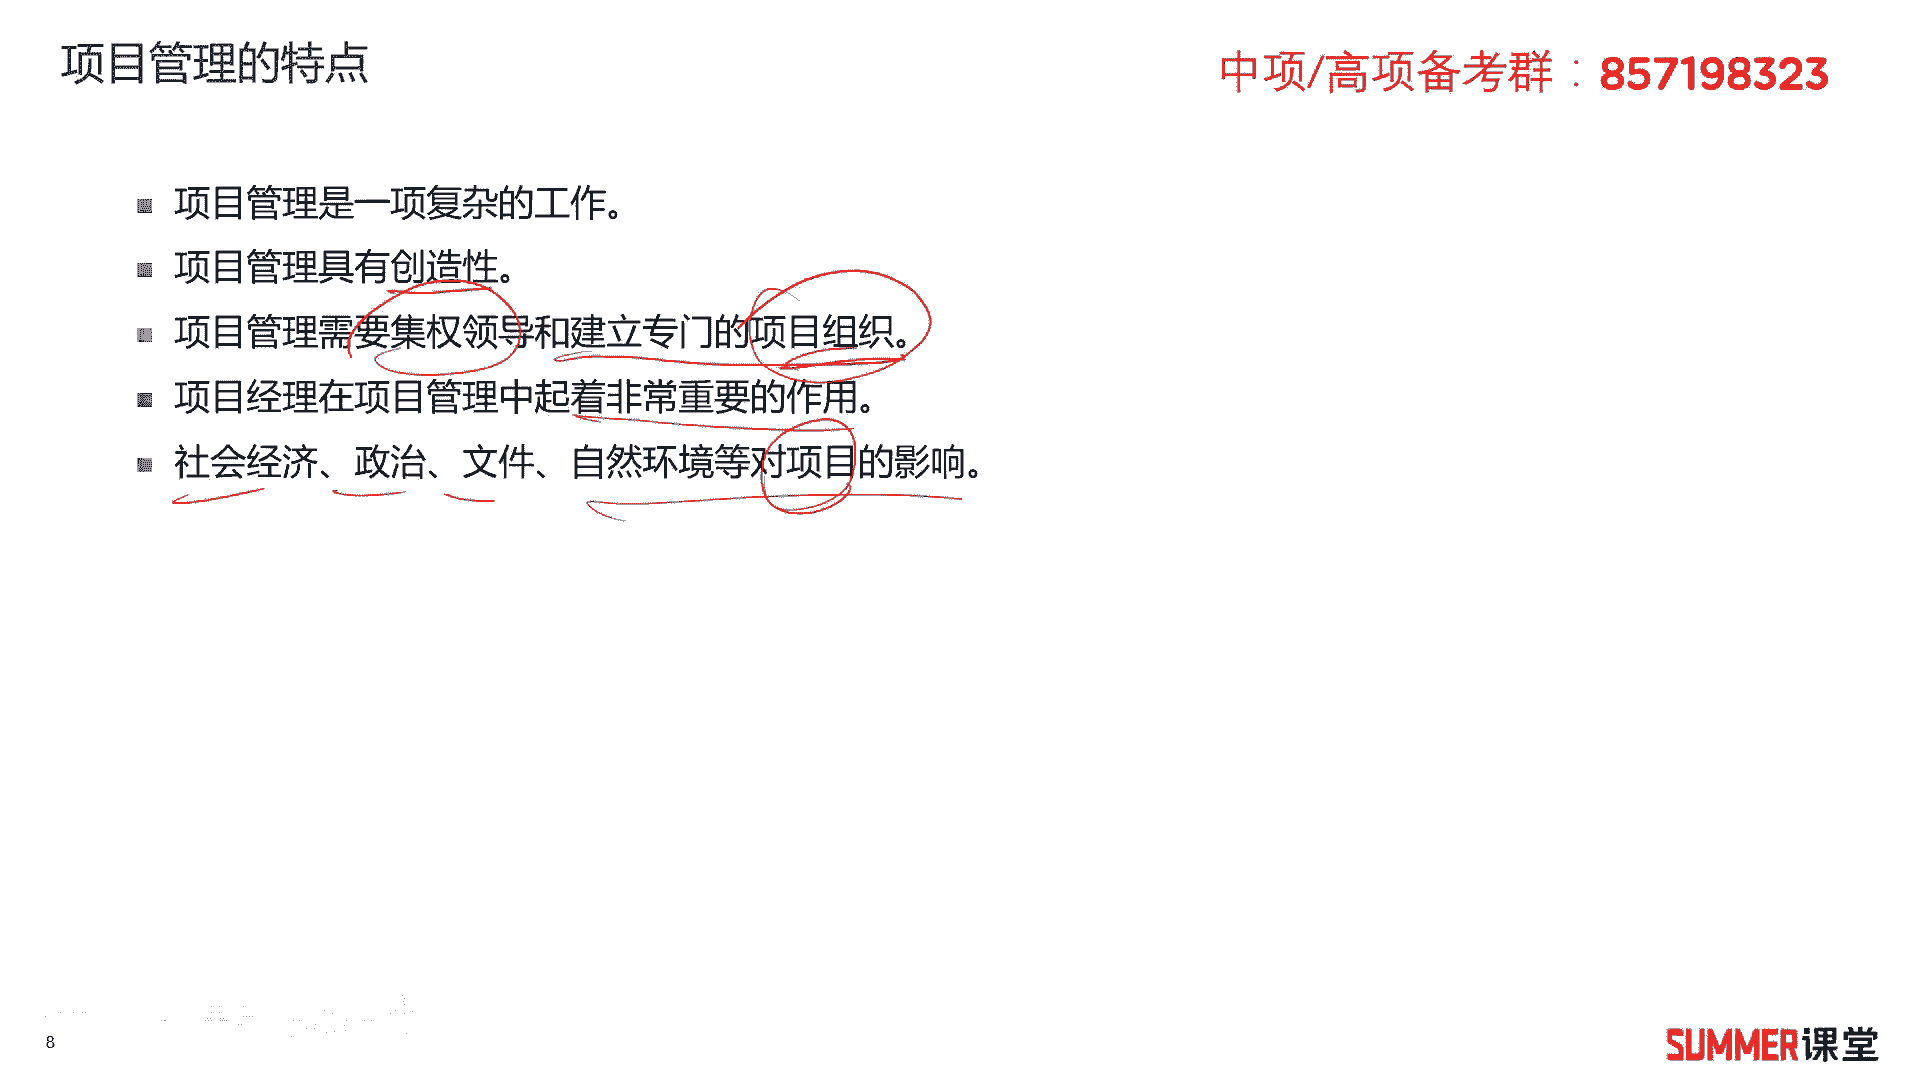 项目管理的特点
中项/高项备考群：857198323
项目管理是一项复杂的工作。
项目管理具有创造性。
项目管理需要集权领导和建立专门的项目组织。
项目经理在项目管理中起着非常重要的作用。
社会经济、政治、文件、自然环境等对项目的影响。
8
SUMMER课堂